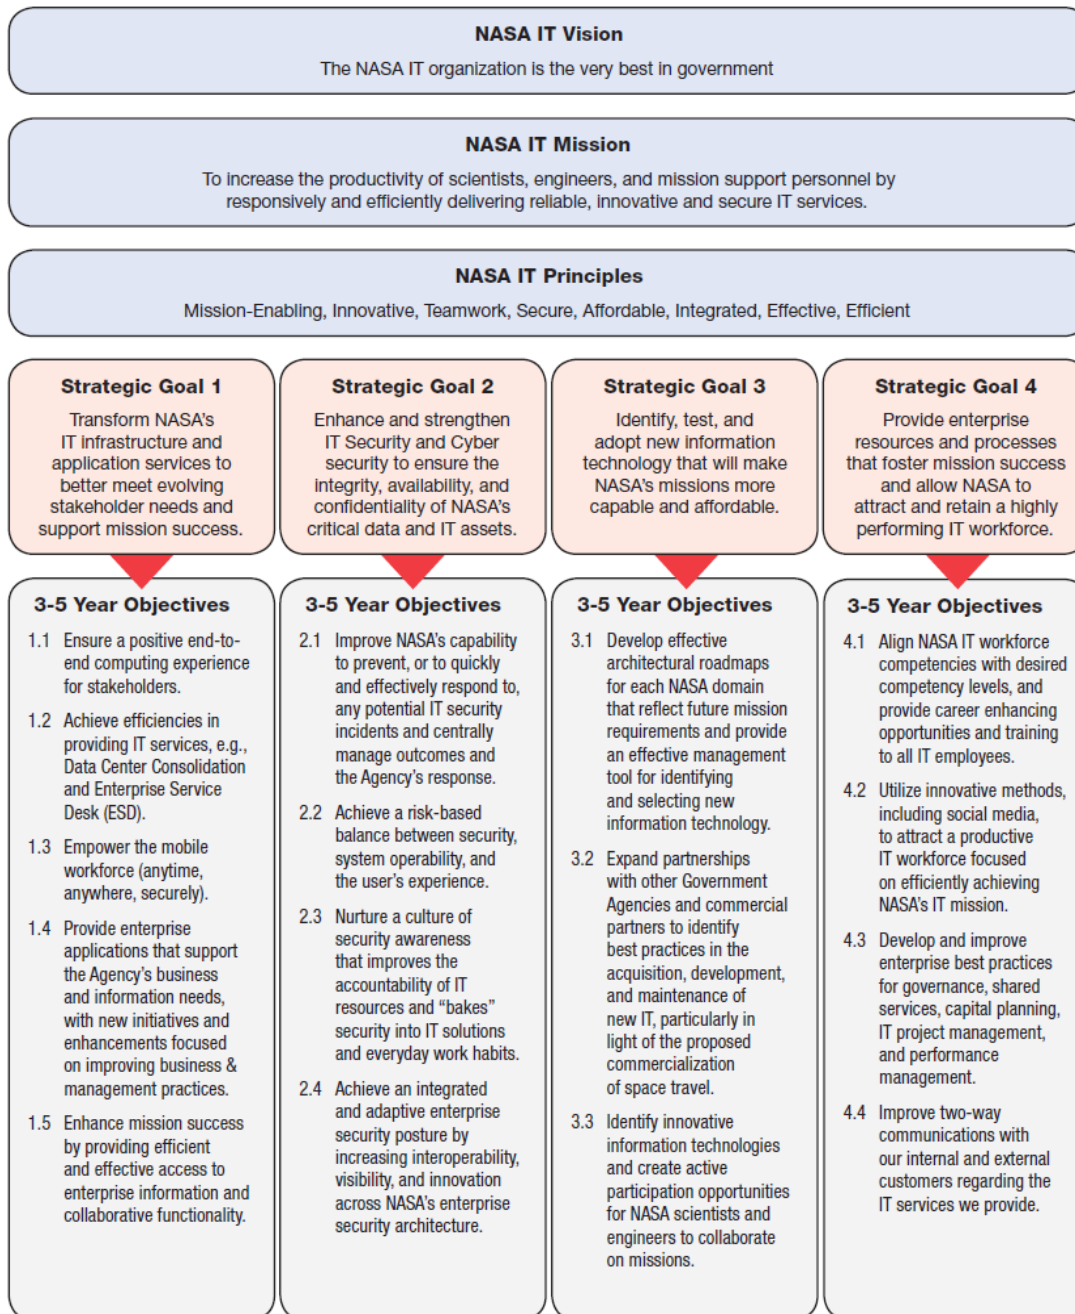 NASA IT Vision
The NASA IT organization is the very best in government
NASA IT Mission
To increase the productivity of scientists, engineers, and mission support personnel by
responsively and efficiently delivering reliable, innovative and secure IT services.
NASA IT Principles
Mission-Enabling, Innovative, Teamwork, Secure, Affordable, Integrated, Effective, Efficient
Strategic Goal 1
Transform NASA's
IT infrastructure and
application services to
better meet evolving
stakeholder needs and
support mission success.
3-5 Year Objectives
1.1 Ensure a positive end-to-
end computing experience
for stakeholders.
1.2 Achieve efficiencies in
providing IT services, e.g.,
Data Center Consolidation
and Enterprise Service
Desk (ESD).
1.3 Empower the mobile
workforce (anytime,
anywhere, securely).
1.4 Provide enterprise
applications that support
the Agency's business
and information needs,
with new initiatives and
enhancements focused
on improving business &
management practices.
1.5 Enhance mission success
by providing efficient
and effective access to
enterprise information and
collaborative functionality.
Strategic Goal 2
Enhance and strengthen
IT Security and Cyber
security to ensure the
integrity, availability, and
confidentiality of NASA's
critical data and IT assets.
3-5 Year Objectives
2.1 Improve NASA's capability
to prevent, or to quickly
and effectively respond to,
any potential IT security
incidents and centrally
manage outcomes and
the Agency's response.
2.2 Achieve a risk-based
balance between security,
system operability, and
the user's experience.
2.3 Nurture a culture of
security awareness
that improves the
accountability of IT
resources and “bakes”
security into IT solutions
and everyday work habits.
2.4 Achieve an integrated
and adaptive enterprise
security posture by
increasing interoperability,
visibility, and innovation
across NASA's enterprise
security architecture.
Strategic Goal 3
Identify, test, and
adopt new information
technology that will make
NASA's missions more
capable and affordable.
3-5 Year Objectives
3.1 Develop effective
architectural roadmaps
for each NASA domain
that reflect future mission
requirements and provide
an effective management
tool for identifying
and selecting new
information technology.
3.2 Expand partnerships
with other Government
Agencies and commercial
partners to identify
best practices in the
acquisition, development,
and maintenance of
new IT, particularly in
light of the proposed
commercialization
of space travel.
3.3 Identify innovative
information technologies
and create active
participation opportunities
for NASA scientists and
engineers to collaborate
on missions.
Strategic Goal 4
Provide enterprise
resources and processes
that foster mission success
and allow NASA to
attract and retain a highly
performing IT workforce.
3-5 Year Objectives
4.1 Align NASA IT workforce
competencies with desired
competency levels, and
provide career enhancing
opportunities and training
to all IT employees.
4.2 Utilize innovative methods,
including social media,
to attract a productive
IT workforce focused
on efficiently achieving
NASA's IT mission.
4.3 Develop and improve
enterprise best practices
for governance, shared
services, capital planning,
IT project management,
and performance
management.
4.4 Improve two-way
communications with
our internal and external
customers regarding the
IT services we provide.